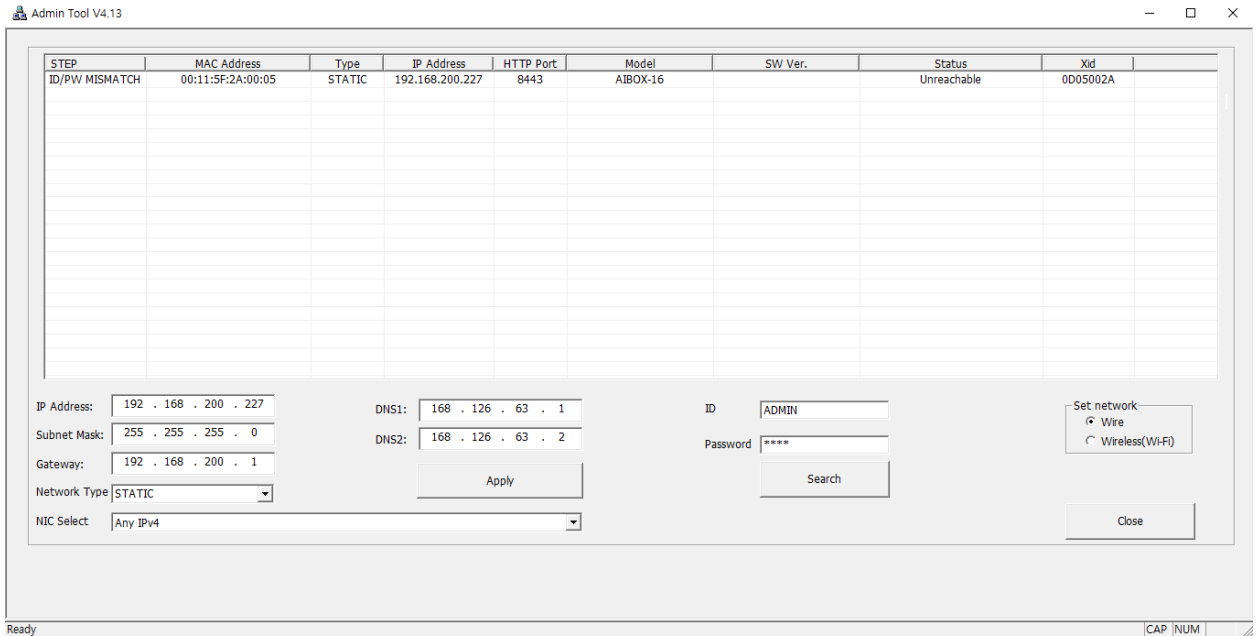 Admin Tool V4.13
STEP MAC Address Type IP Address HTTP Port Model SW Ver. Status Xid
ID/PW MISMATCH 00:11:5F:2A:00:05 STATIC 192.168.200.227 8443 AIBOX-16 Unreachable 0D05002A
IP Address: 192 . 168 . 200 . 227
Subnet Mask: 255 . 255 . 255 . 0
Gateway: 192 . 168 . 200 . 1
Network Type STATIC
NIC Select Any IPv4
DNS1: 168 . 126 . 63 . 1
DNS2: 168 . 126 . 63 . 2
Apply
ID ADMIN
Password ****
Search
Set network
Wire
Wireless(Wi-Fi)
Close
Ready CAP NUM